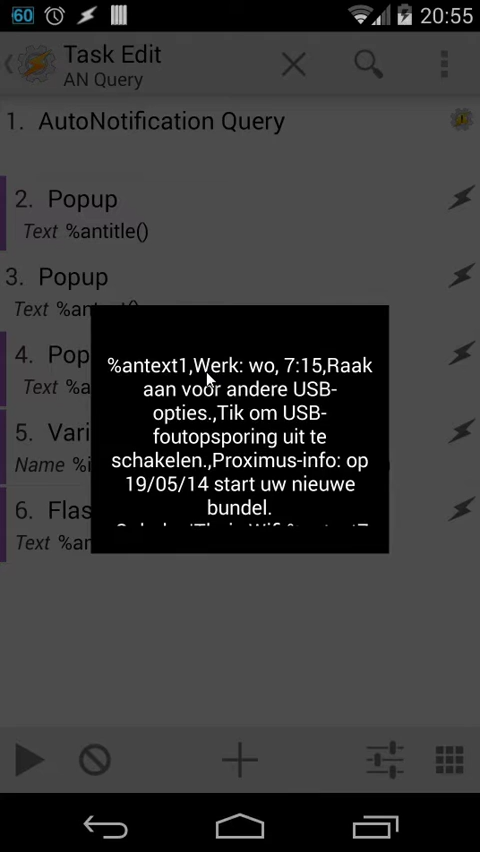 60
20:55
Task Edit
AN Query
1. AutoNotification Query
2. Popup
Text %antitle()
3. Popup
Text %antext()
4. Pop
Text %a
%antext1,Werk: wo, 7:15,Raak
aan voor andere USB-
opties.,Tik om USB-
foutopsporing uit te
schakelen.,Proximus-info: op
19/05/14 start uw nieuwe
bundel.
5. Vari
Name %i
6. Flas
Text %an